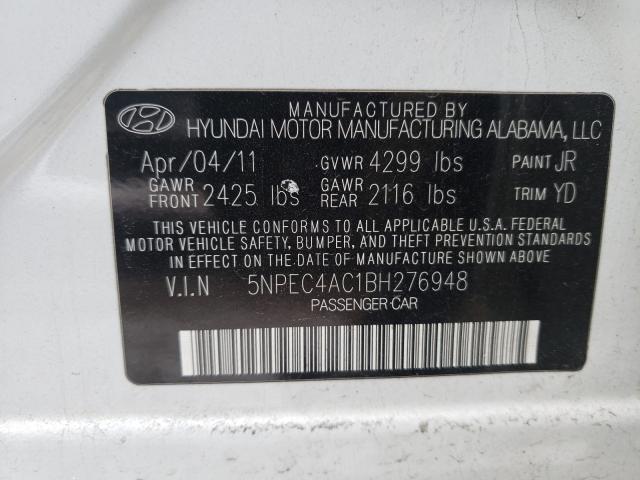 MANUFACTURED BY
HYUNDAI MOTOR MANUFACTURING ALABAMA, LLC
Apr/04/11 GVWR 4299 lbs PAINT JR
GAWR FRONT 2425 lbs GAWR REAR 2116 lbs TRIM YD
THIS VEHICLE CONFORMS TO ALL APPLICABLE U.S.A. FEDERAL
MOTOR VEHICLE SAFETY, BUMPER, AND THEFT STANDARDS
IN EFFECT ON THE DATE OF MANUFACTURE SHOWN ABOVE
V.I.N 5NPEC4AC1BH276948
PASSENGER CAR